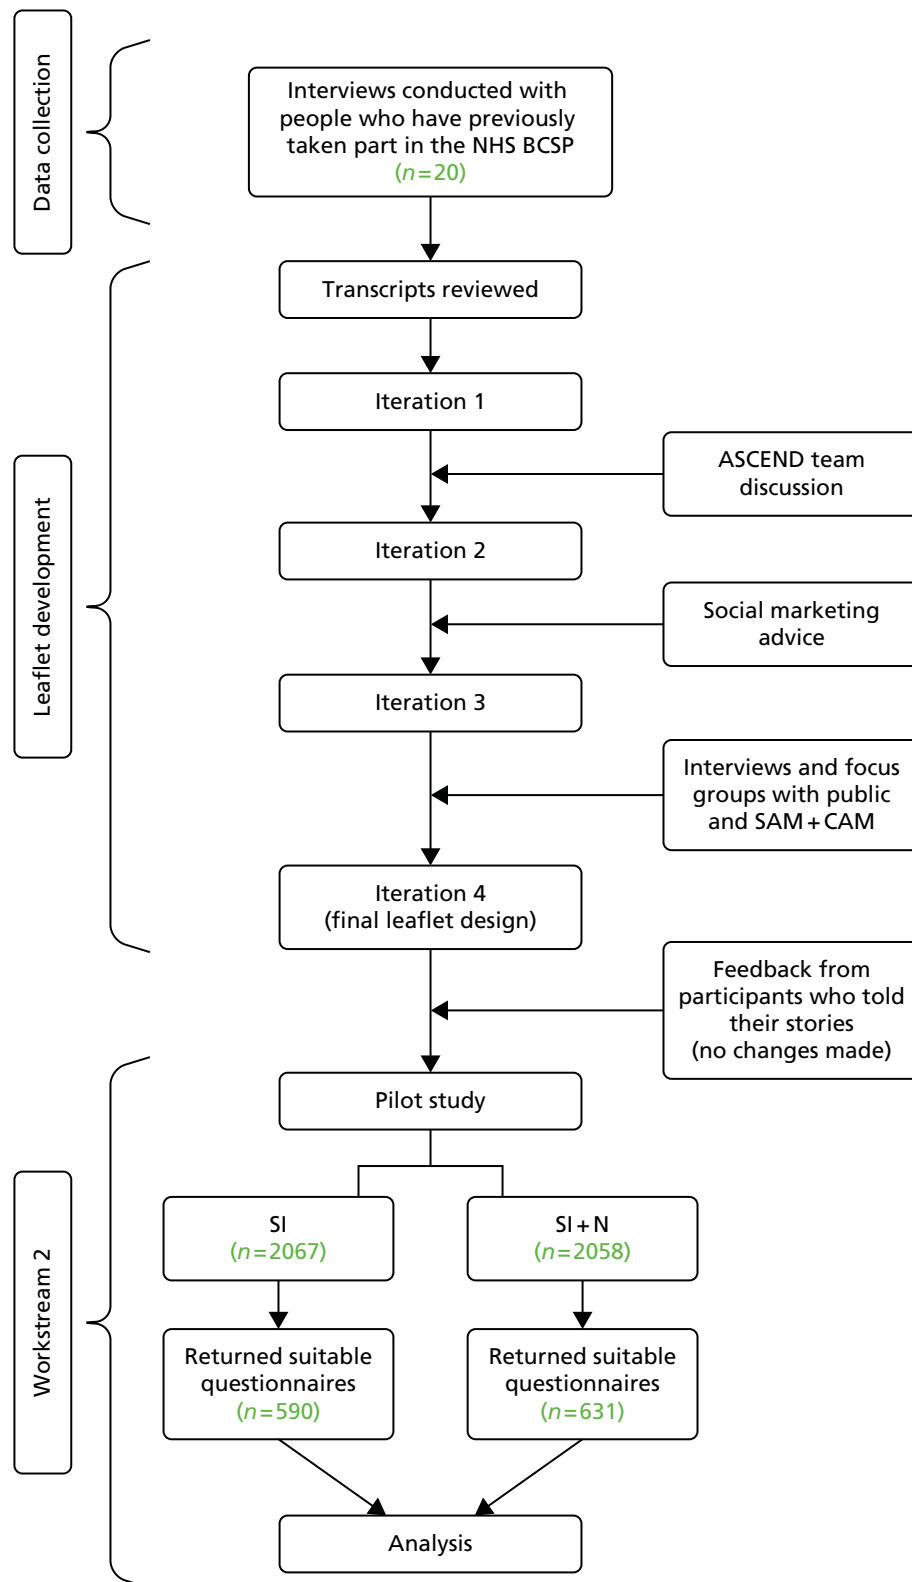 Data collection
Interviews conducted with
people who have previously
taken part in the NHS BCSP
(n=20)
Leaflet development
Transcripts reviewed
Iteration 1
ASCEND team
discussion
Iteration 2
Social marketing
advice
Iteration 3
Interviews and focus
groups with public
and SAM+CAM
Iteration 4
(final leaflet design)
Feedback from
participants who told
their stories
(no changes made)
Workstream 2
Pilot study
SI
(n=2067)
SI+N
(n=2058)
Returned suitable
questionnaires
(n=590)
Returned suitable
questionnaires
(n=631)
Analysis